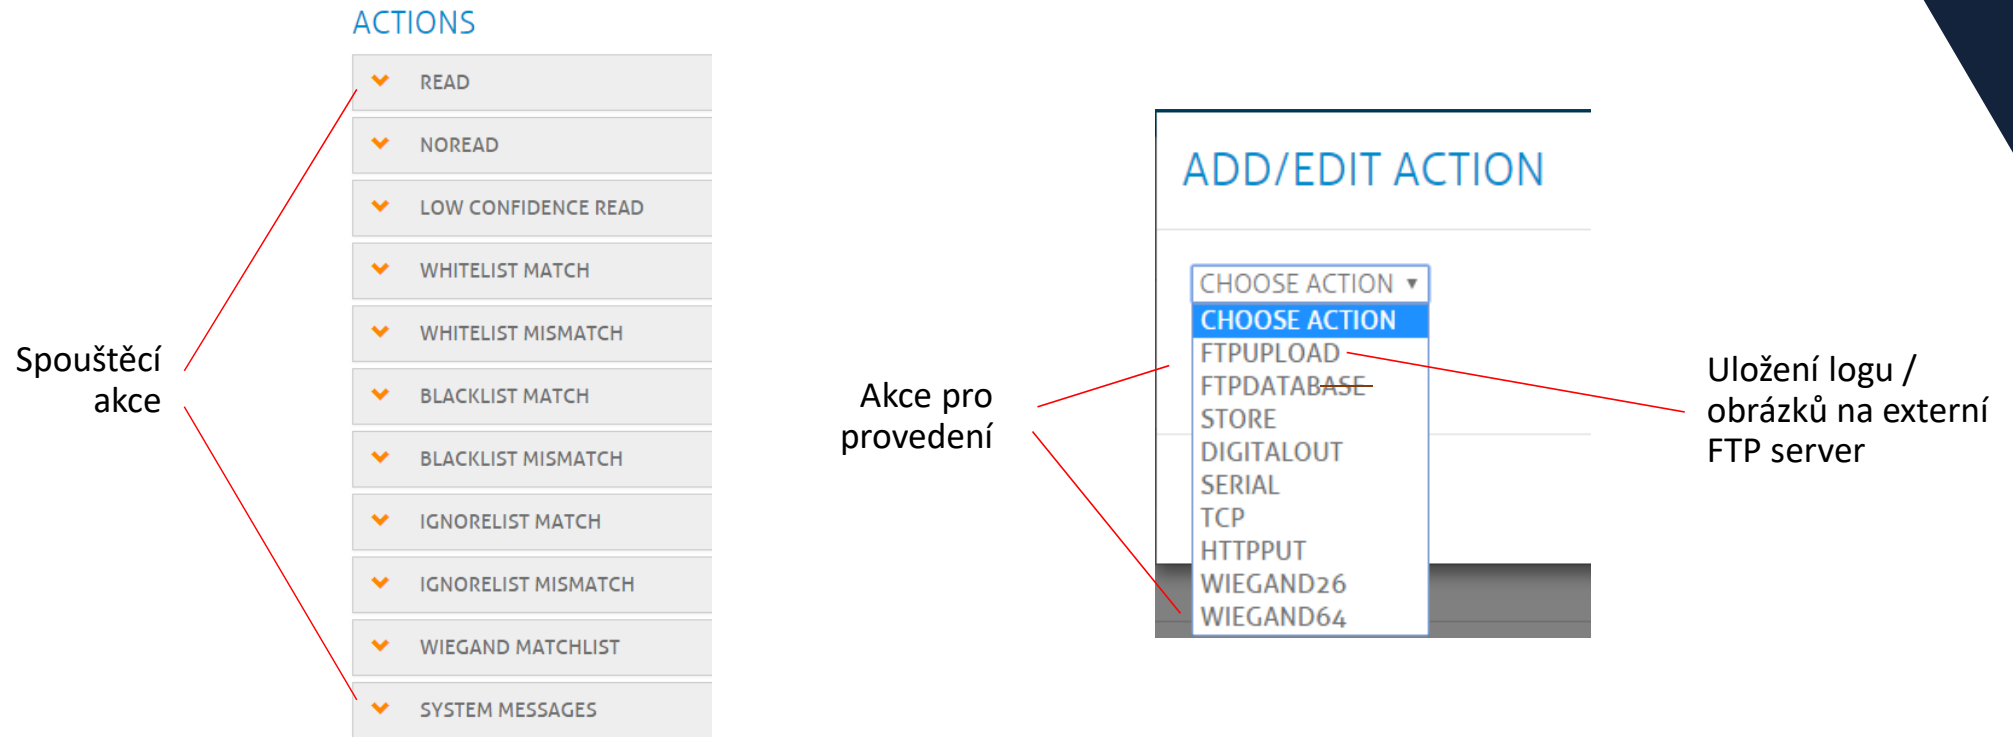 ACTIONS
READ
NOREAD
LOW CONFIDENCE READ
WHITELIST MATCH
WHITELIST MISMATCH
BLACKLIST MATCH
BLACKLIST MISMATCH
IGNORELIST MATCH
IGNORELIST MISMATCH
WIEGAND MATCHLIST
SYSTEM MESSAGES
Spouštěcí
akce
Akce pro
provedení
ADD/EDIT ACTION
CHOOSE ACTION
CHOOSE ACTION
FTPUPLOAD
FTPDATABASE
STORE
DIGITALOUT
SERIAL
TCP
HTTPPUT
WIEGAND26
WIEGAND64
Uložení logu /
obrázků na externí
FTP server